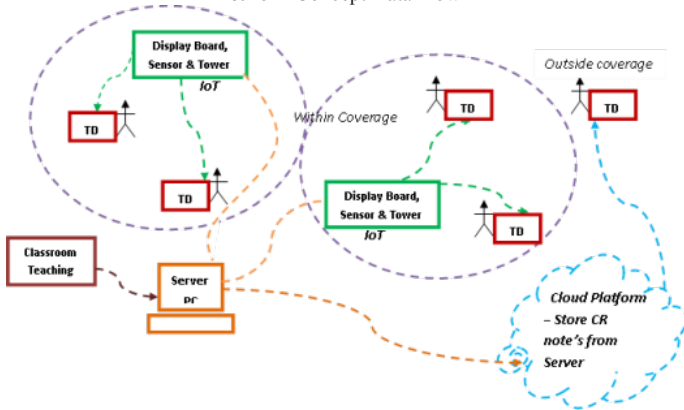 Display Board,
Sensor & Tower
IoT
TD
TD
Within Coverage
TD
Outside coverage
TD
Display Board,
Sensor & Tower
IoT
TD
Classroom
Teaching
Server
PC
Cloud Platform
– Store CR
note's from
Server